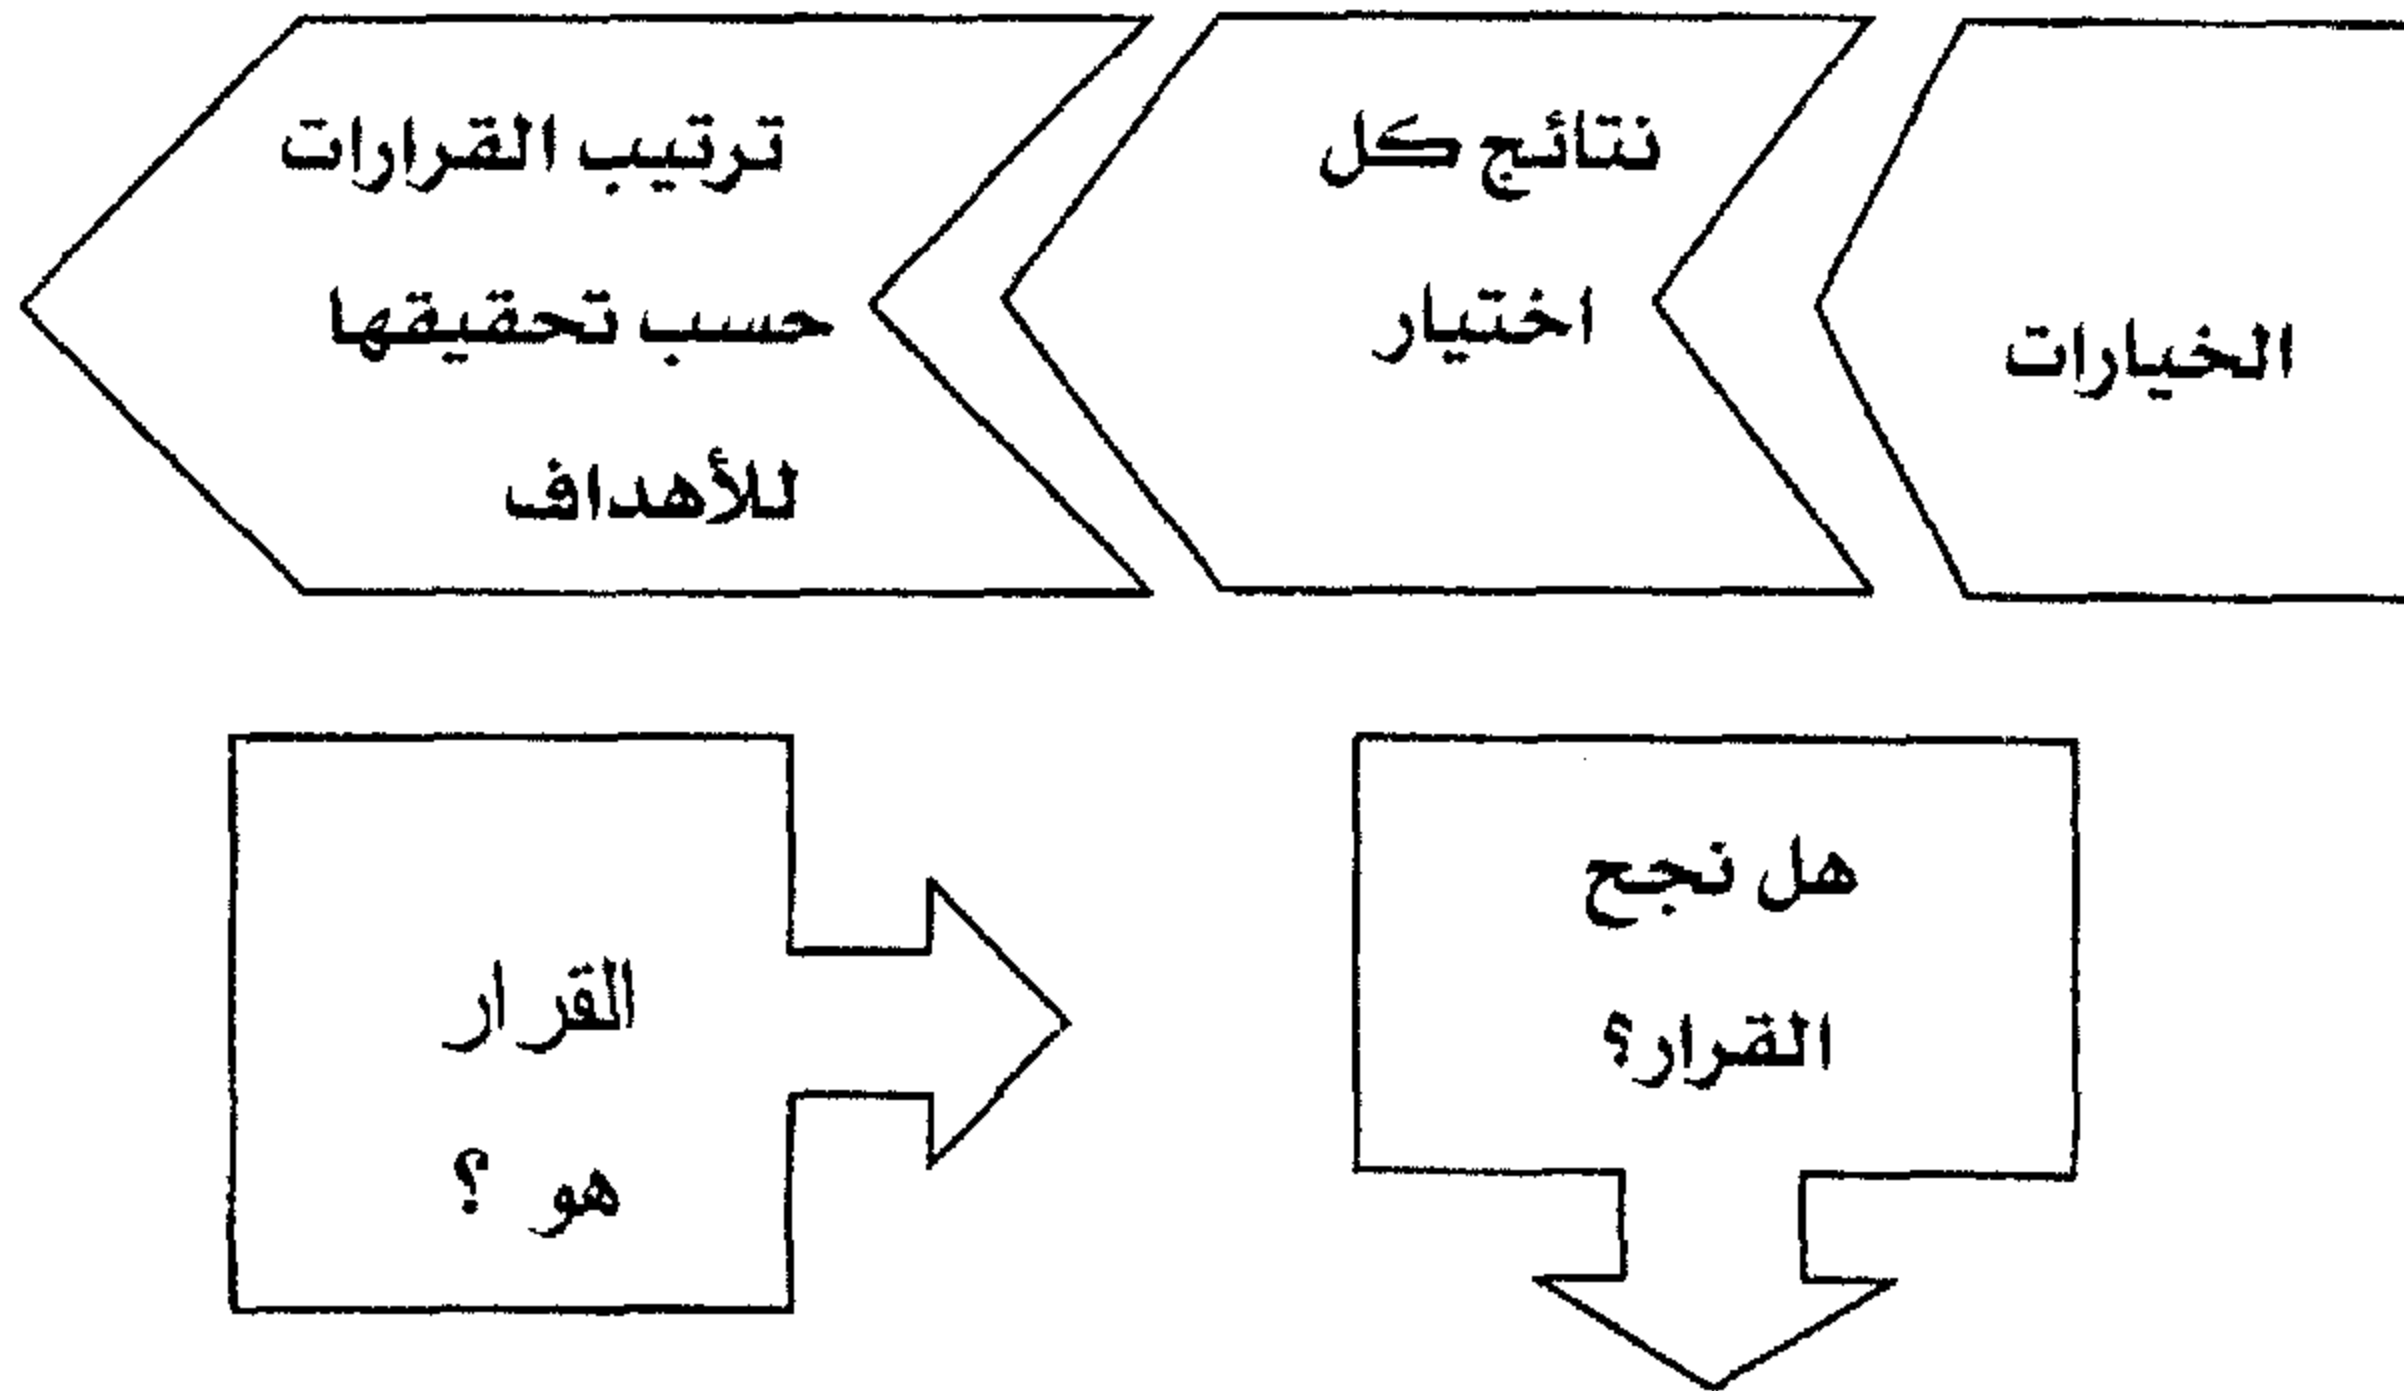 الخيارات
نتائج كل
اختيار
ترتيب القرارات
حسب تحقيقها
للأهداف
القرار
هو ؟
هل نجح
القرار؟